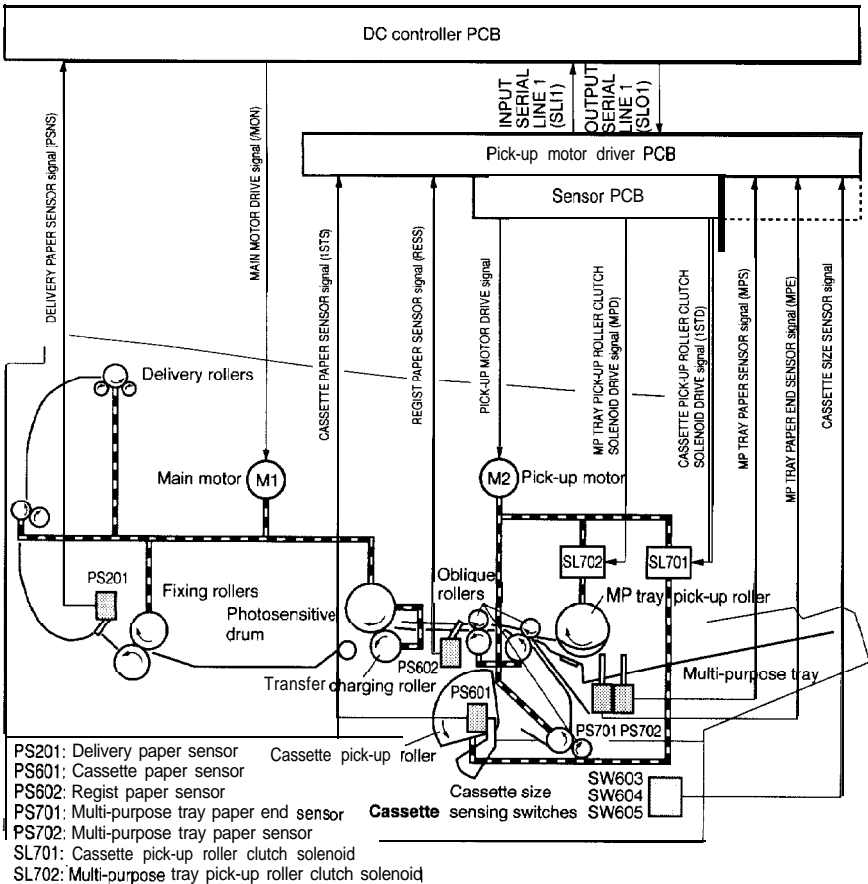 DC controller PCB
INPUT
SERIAL
LINE 1
(SLI1)
OUTPUT
SERIAL
LINE 1
(SLO1)
Pick-up motor driver PCB
Sensor PCB
DELIVERY PAPER SENSOR signal (PSNS)
MAIN MOTOR DRIVE signal (/MON)
CASSETTE PAPER SENSOR signal (1STS)
REGIST PAPER SENSOR signal (RESS)
PICK-UP MOTOR DRIVE signal
MP TRAY PICK-UP ROLLER CLUTCH
SOLENOID DRIVE signal (MPD)
CASSETTE PICK-UP ROLLER CLUTCH
SOLENOID DRIVE signal (1STD)
MP TRAY PAPER SENSOR signal (MPS)
MP TRAY PAPER END SENSOR signal (MPE)
CASSETTE SIZE SENSOR signal
Delivery rollers
Main motor
M1
M2
Pick-up motor
SL702
SL701
PS201
Fixing rollers
Photosensitive
drum
Oblique
rollers
MP tray pick-up roller
PS602
Transfer charging roller
PS601
Multi-purpose tray
PS701 PS702
Cassette pick-up roller
Cassette size
Cassette sensing switches
SW603
SW604
SW605
PS201: Delivery paper sensor
PS601: Cassette paper sensor
PS602: Regist paper sensor
PS701: Multi-purpose tray paper end sensor
PS702: Multi-purpose tray paper sensor
SL701: Cassette pick-up roller clutch solenoid
SL702: Multi-purpose tray pick-up roller clutch solenoid